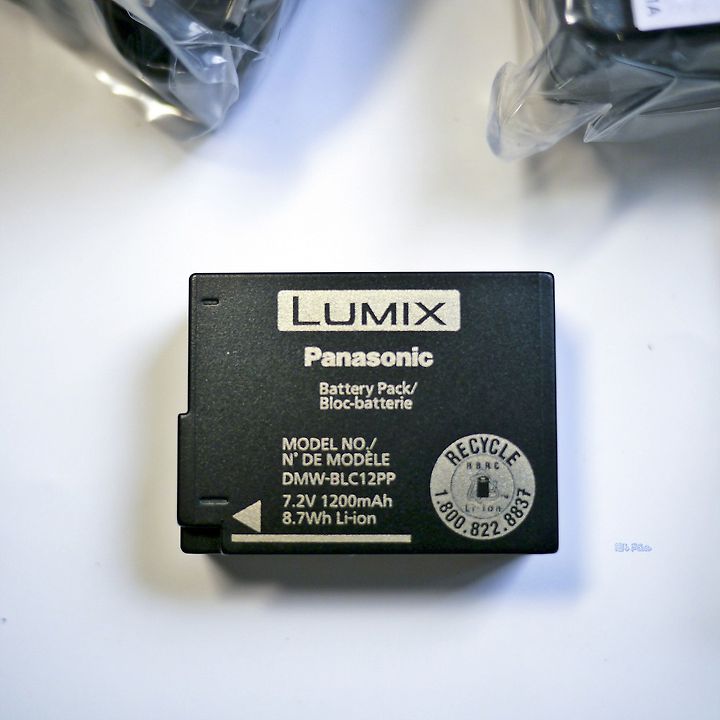 LUMIX
Panasonic
Battery Pack/
Bloc-batterie
MODEL NO./
N° DE MODÈLE
DMW-BLC12PP
7.2V 1200mAh
8.7Wh Li-ion
RECYCLE
RBRC
Li-ion
1.800.822.8837